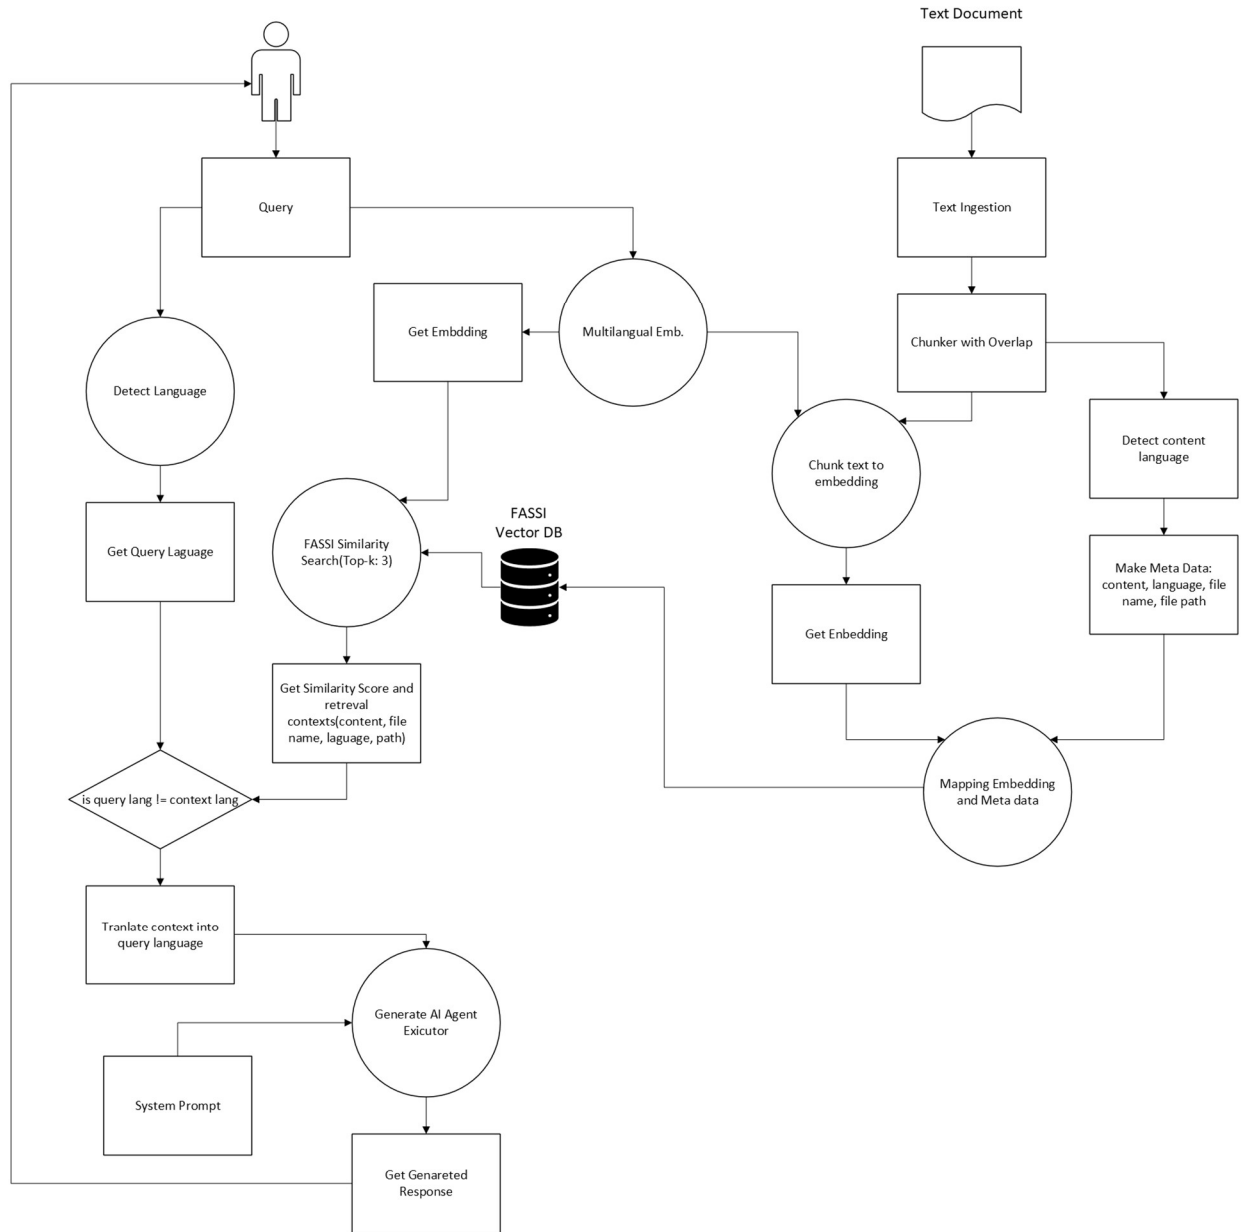 Text Document
Query
Text Ingestion
Get Embdding
Multilangual Emb.
Chunker with Overlap
Detect Language
Chunk text to
embedding
Detect content
language
FASSI
Vector DB
Get Query Laguage
FASSI Similarity
Search(Top-k: 3)
Make Meta Data:
content, language, file
name, file path
Get Enbedding
Get Similarity Score and
retreval
contexts(content, file
name, laguage, path)
is query lang != context lang
Mapping Embedding
and Meta data
Tranlate context into
query language
Generate AI Agent
Exicutor
System Prompt
Get Genareted
Response